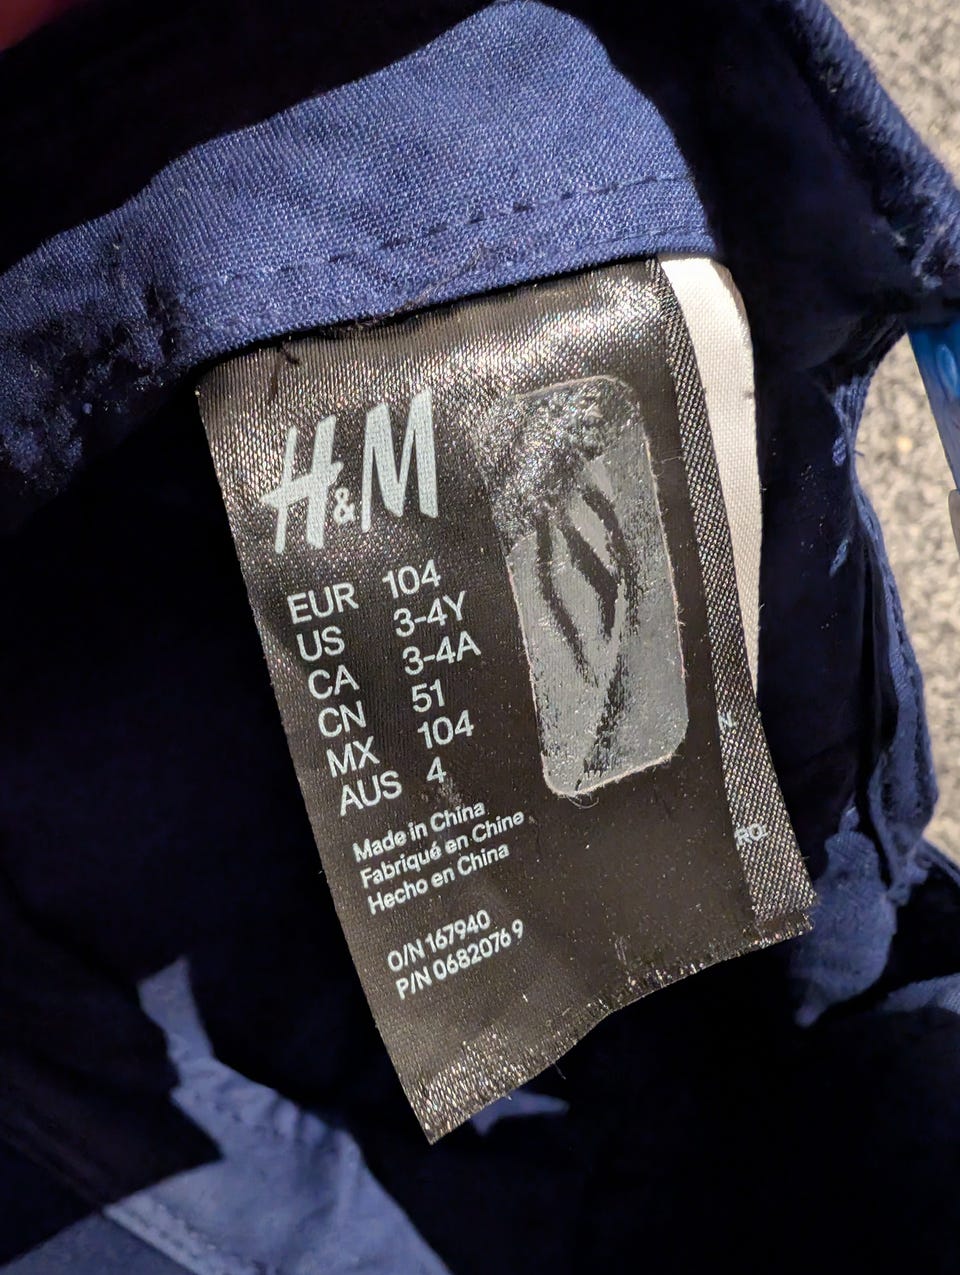 H&M
EUR 104
US 3-4Y
CA 3-4A
CN 51
MX 104
AUS 4
Made in China
Fabriqué en Chine
Hecho en China
O/N 167940
P/N 0682076 9